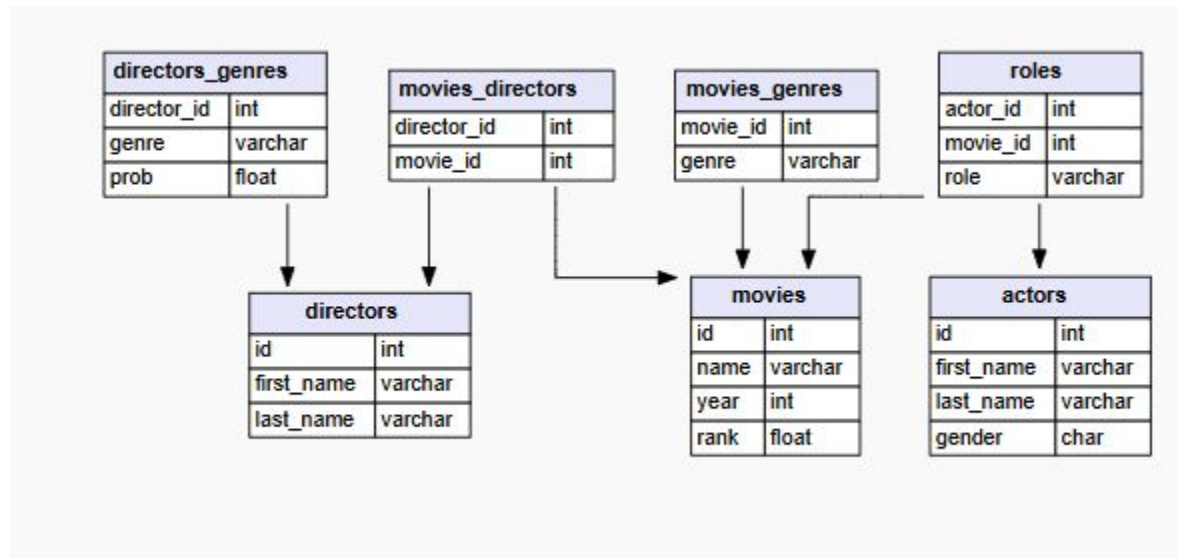 directors_genres
director_id int
genre varchar
prob float
movies_directors
director_id int
movie_id int
movies_genres
movie_id int
genre varchar
roles
actor_id int
movie_id int
role varchar
directors
id int
first_name varchar
last_name varchar
movies
id int
name varchar
year int
rank float
actors
id int
first_name varchar
last_name varchar
gender char